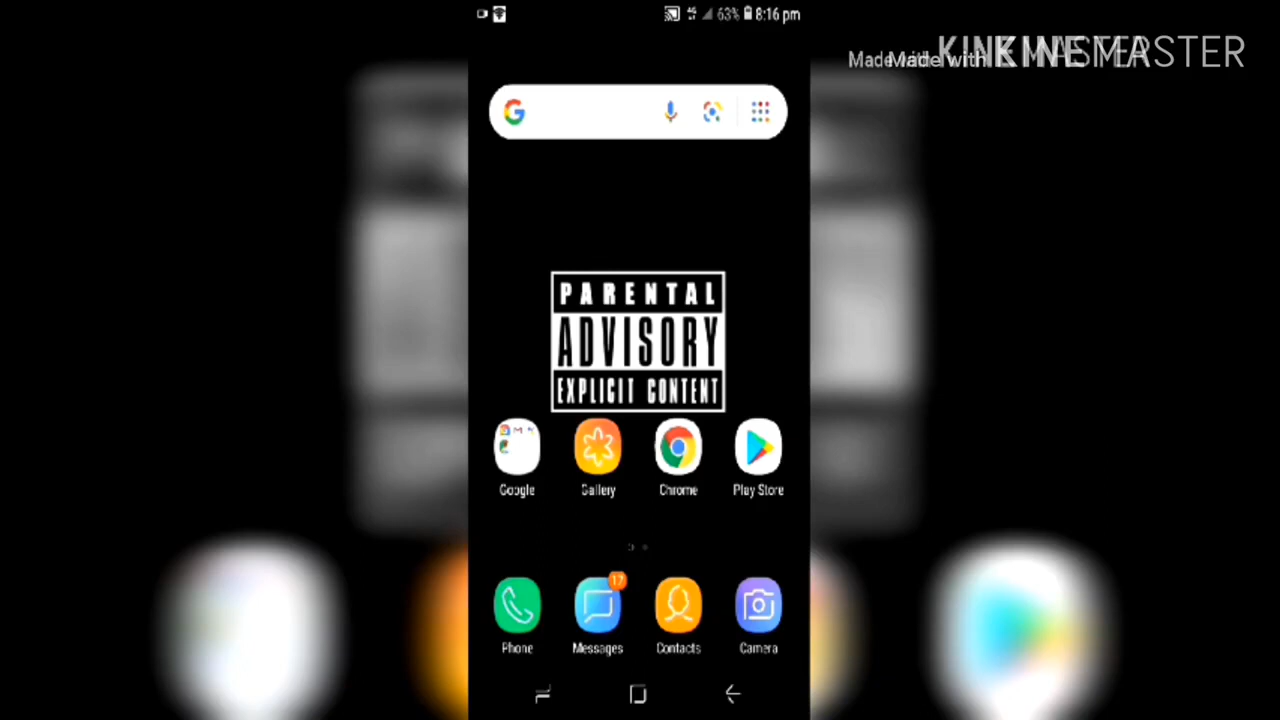 63% 8:16 pm
Made with KINEMASTER
PARENTAL
ADVISORY
EXPLICIT CONTENT
Google Gallery Chrome Play Store
17
Phone Messages Contacts Camera